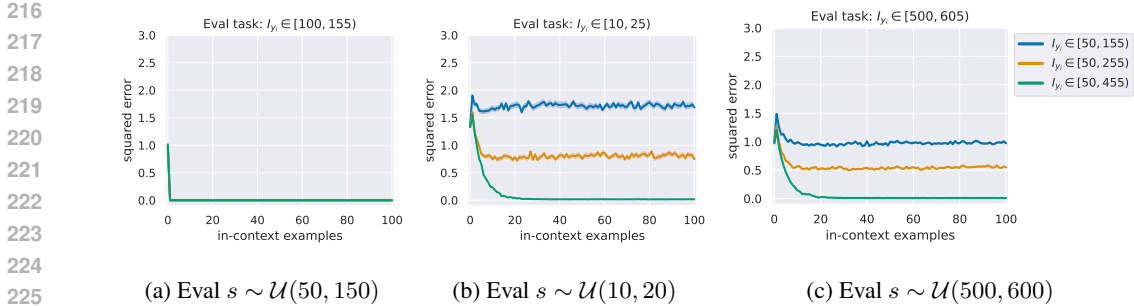 216
217
218
219
220
221
222
223
224
225
Eval task: I_{y_i} ∈ [100, 155)
3.0
2.5
2.0
1.5
1.0
0.5
0.0
squared error
0 20 40 60 80 100
in-context examples
(a) Eval s ∼ U(50, 150)
Eval task: I_{y_i} ∈ [10, 25)
3.0
2.5
2.0
1.5
1.0
0.5
0.0
squared error
0 20 40 60 80 100
in-context examples
(b) Eval s ∼ U(10, 20)
Eval task: I_{y_i} ∈ [500, 605)
3.0
2.5
2.0
1.5
1.0
0.5
0.0
squared error
0 20 40 60 80 100
in-context examples
I_{y_i} ∈ [50, 155)
I_{y_i} ∈ [50, 255)
I_{y_i} ∈ [50, 455)
(c) Eval s ∼ U(500, 600)